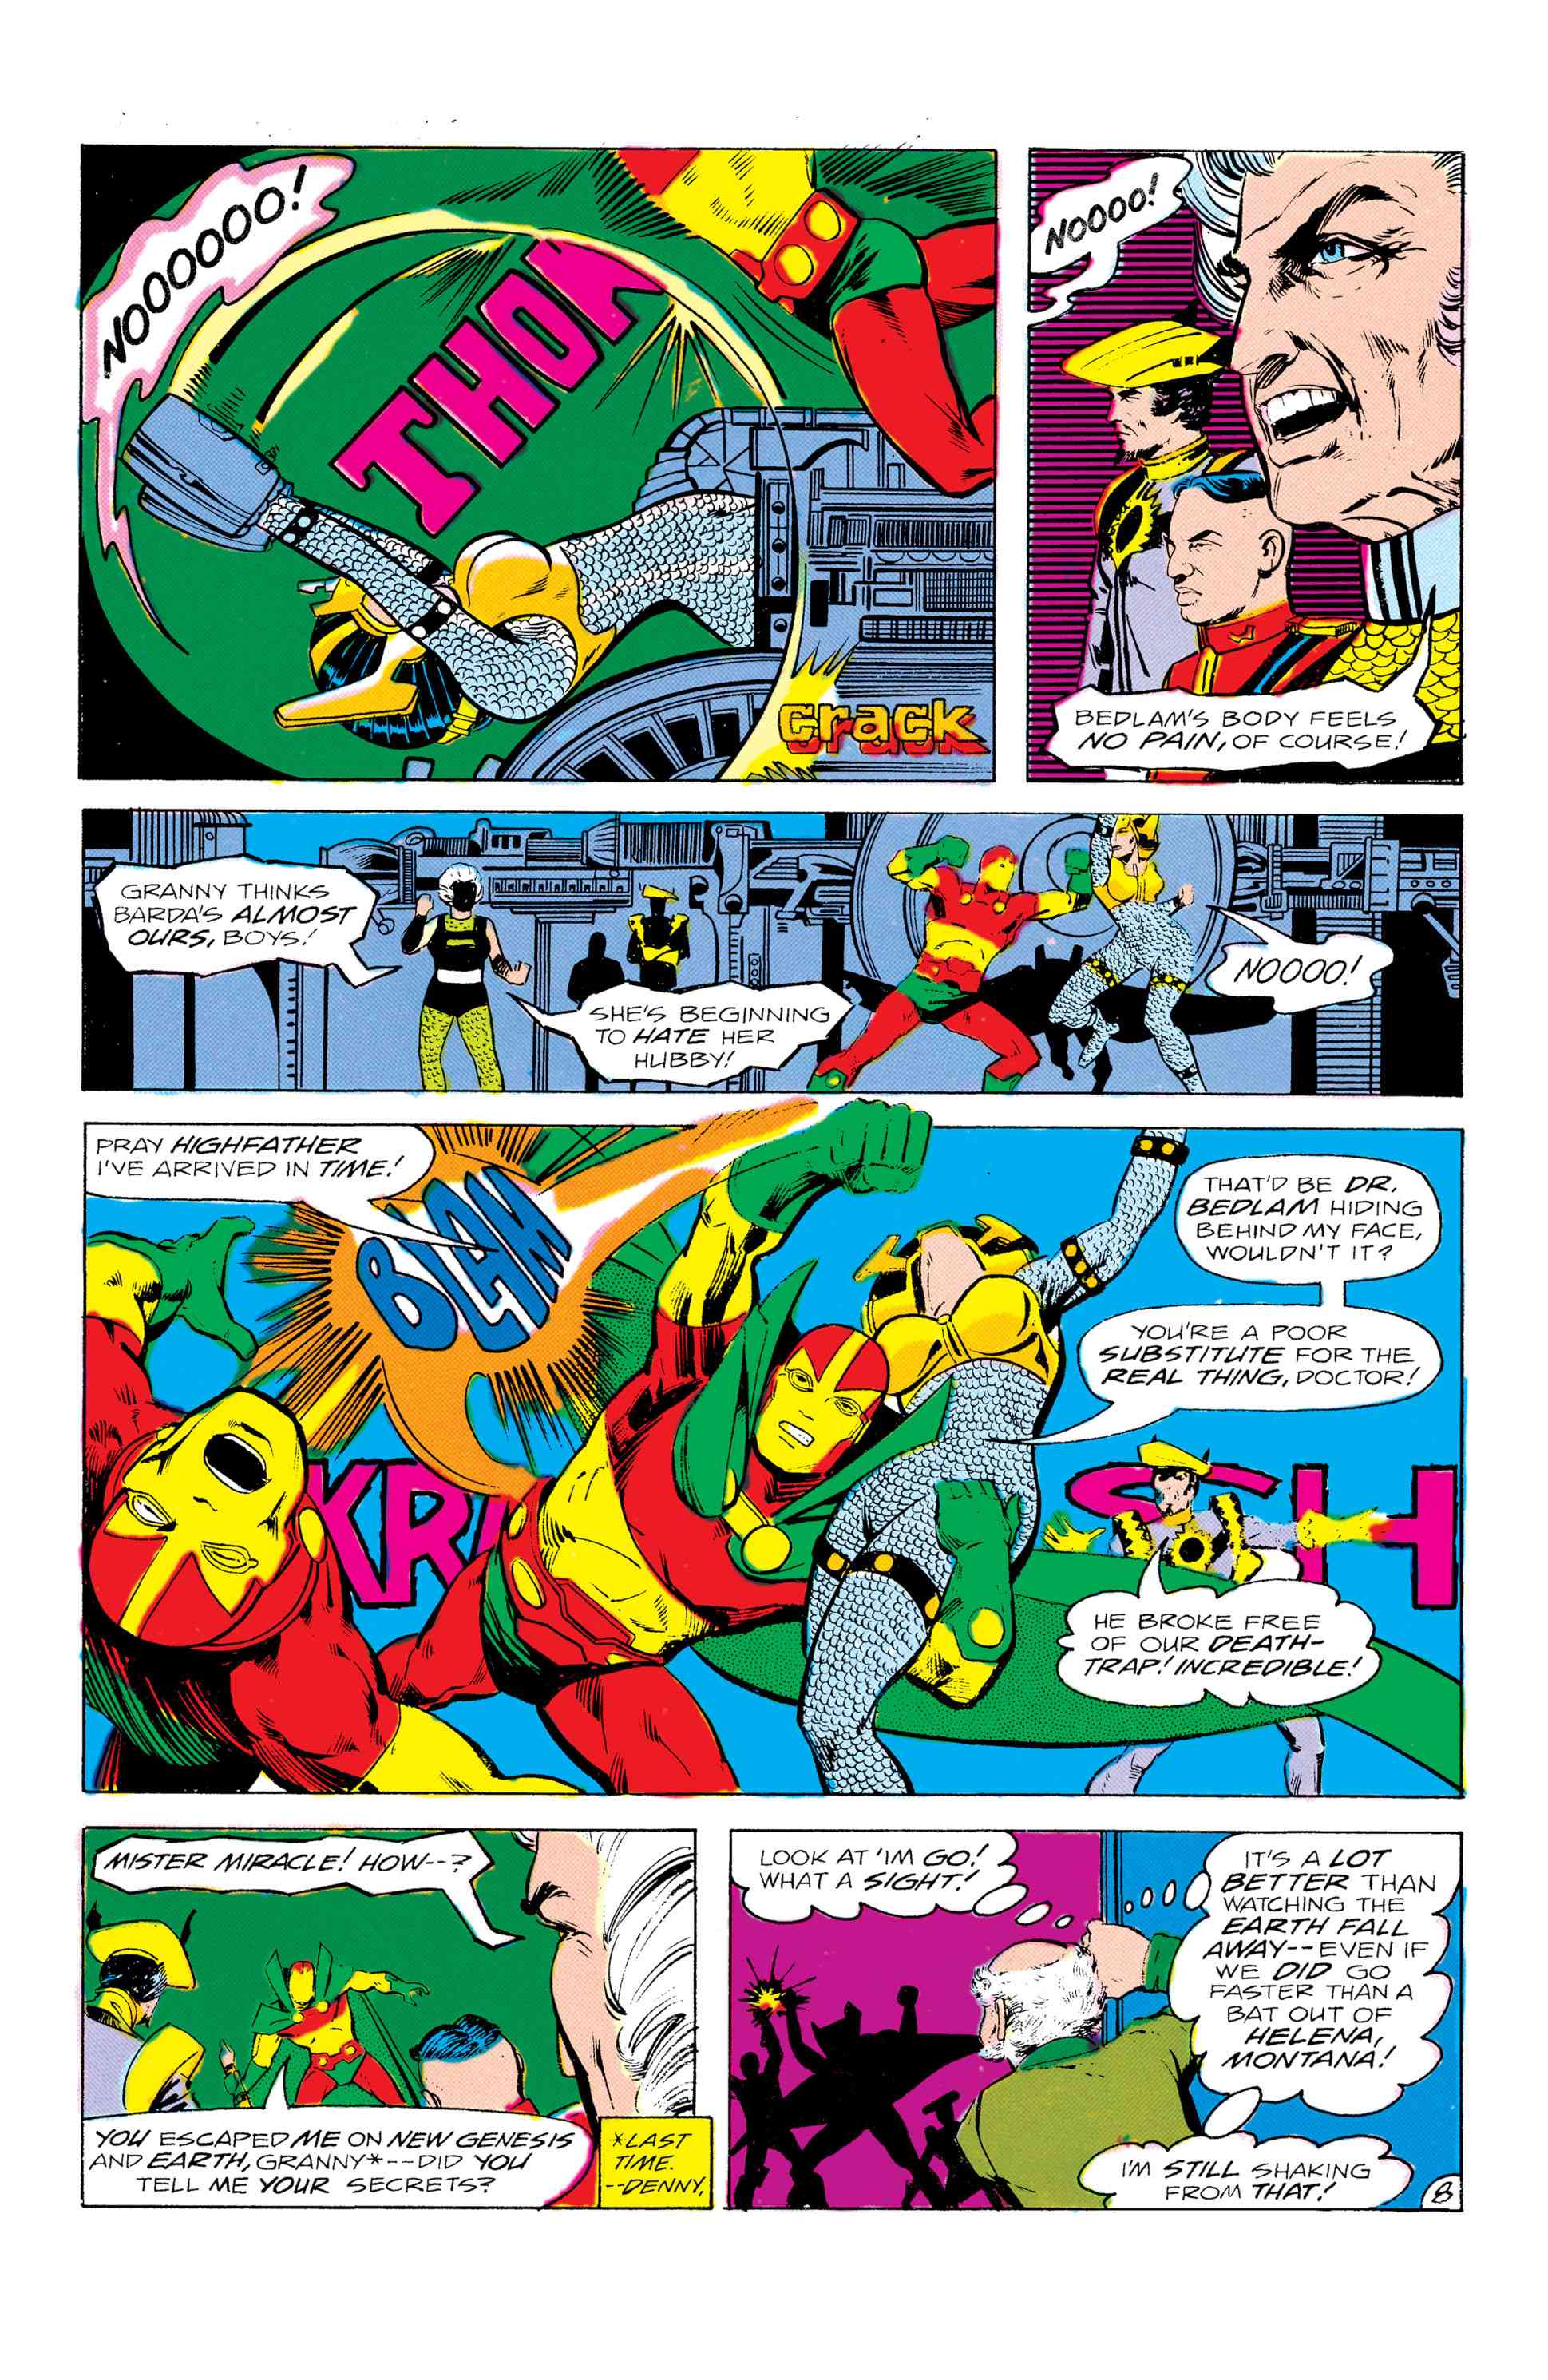 NOOOOOO!
THOM
CRACK
NOOOO!
BEDLAM'S BODY FEELS
NO PAIN, OF COURSE!
GRANNY THINKS
BARDA'S ALMOST
OURS, BOYS!
SHE'S BEGINNING
TO HATE HER
HUBBY!
NOOOO!
PRAY HIGHFATHER
I'VE ARRIVED IN TIME!
BLAM
THAT'D BE DR.
BEDLAM HIDING
BEHIND MY FACE,
WOULDN'T IT?
YOU'RE A POOR
SUBSTITUTE FOR THE
REAL THING, DOCTOR!
KRASSH
HE BROKE FREE
OF OUR DEATH-
TRAP! INCREDIBLE!
MISTER MIRACLE! HOW--?
YOU ESCAPED ME ON NEW GENESIS
AND EARTH, GRANNY*--DID YOU
TELL ME YOUR SECRETS?
*LAST
TIME.
--DENNY,
LOOK AT 'IM GO!
WHAT A SIGHT!
IT'S A LOT
BETTER THAN
WATCHING THE
EARTH FALL
AWAY--EVEN IF
WE DID GO
FASTER THAN A
BAT OUT OF
HELENA,
MONTANA!
I'M STILL SHAKING
FROM THAT!
8